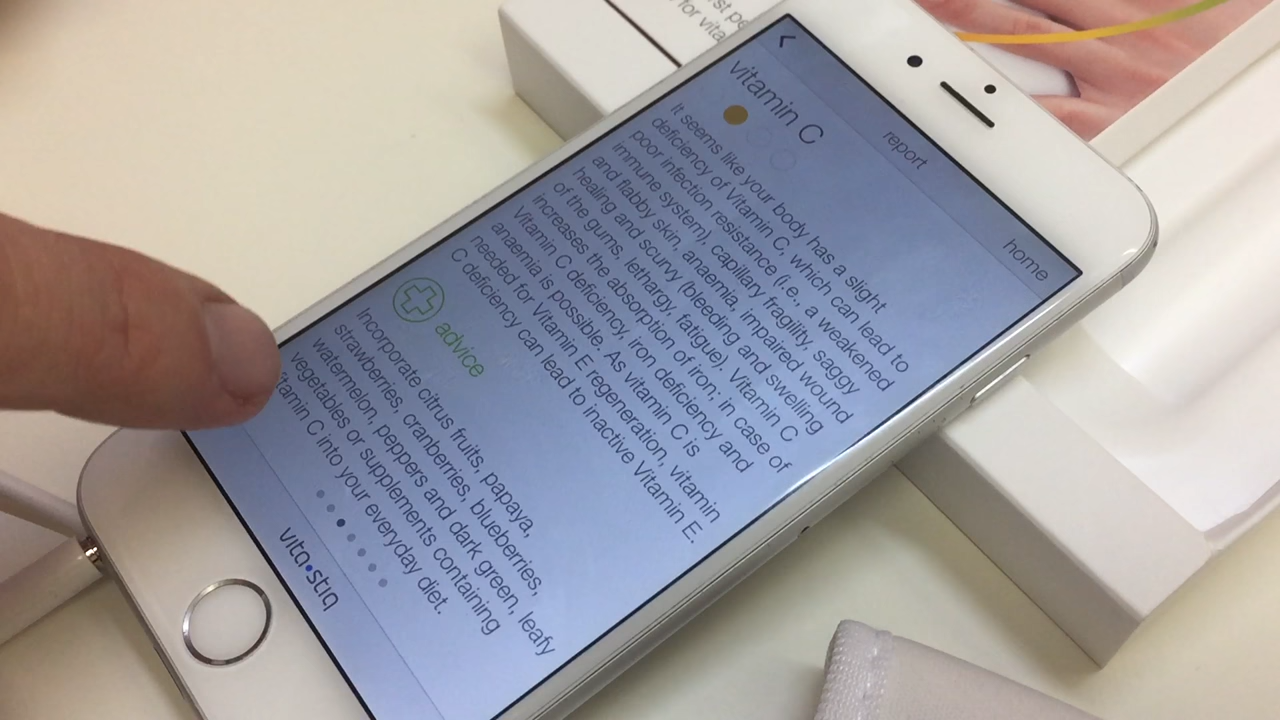 rst pe
for vita
report
home
vitamin C
It seems like your body has a slight
deficiency of Vitamin C, which can lead to
poor infection resistance (i.e., a weakened
immune system), capillary fragility, saggy
and flabby skin, anaemia, impaired wound
healing and scurvy (bleeding and swelling
of the gums, lethargy, fatigue). Vitamin C
increases the absorption of iron; in case of
Vitamin C deficiency, iron deficiency and
anaemia is possible. As vitamin C is
needed for Vitamin E regeneration, vitamin
C deficiency can lead to inactive Vitamin E.
advice
Incorporate citrus fruits, papaya,
strawberries, cranberries, blueberries,
watermelon, peppers and dark green, leafy
vegetables or supplements containing
vitamin C into your everyday diet.
vita•stiq